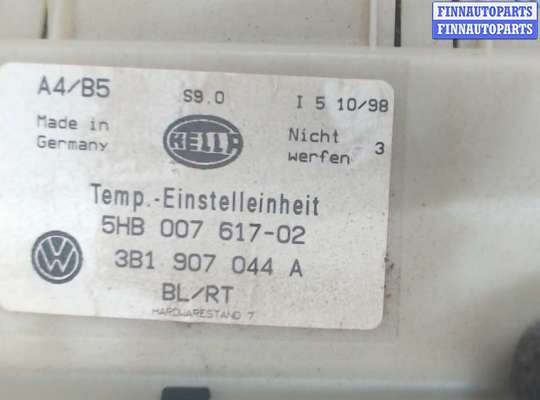 FINNAUTOPARTS
FINNAUTOPARTS
A4/B5
S9.0
I 5 10/98
Made in
Germany
HELLA
Nicht
werfen
3
Temp.-Einstelleinheit
5HB 007 617-02
3B1 907 044 A
BL/RT
HARDWARESTAND 7